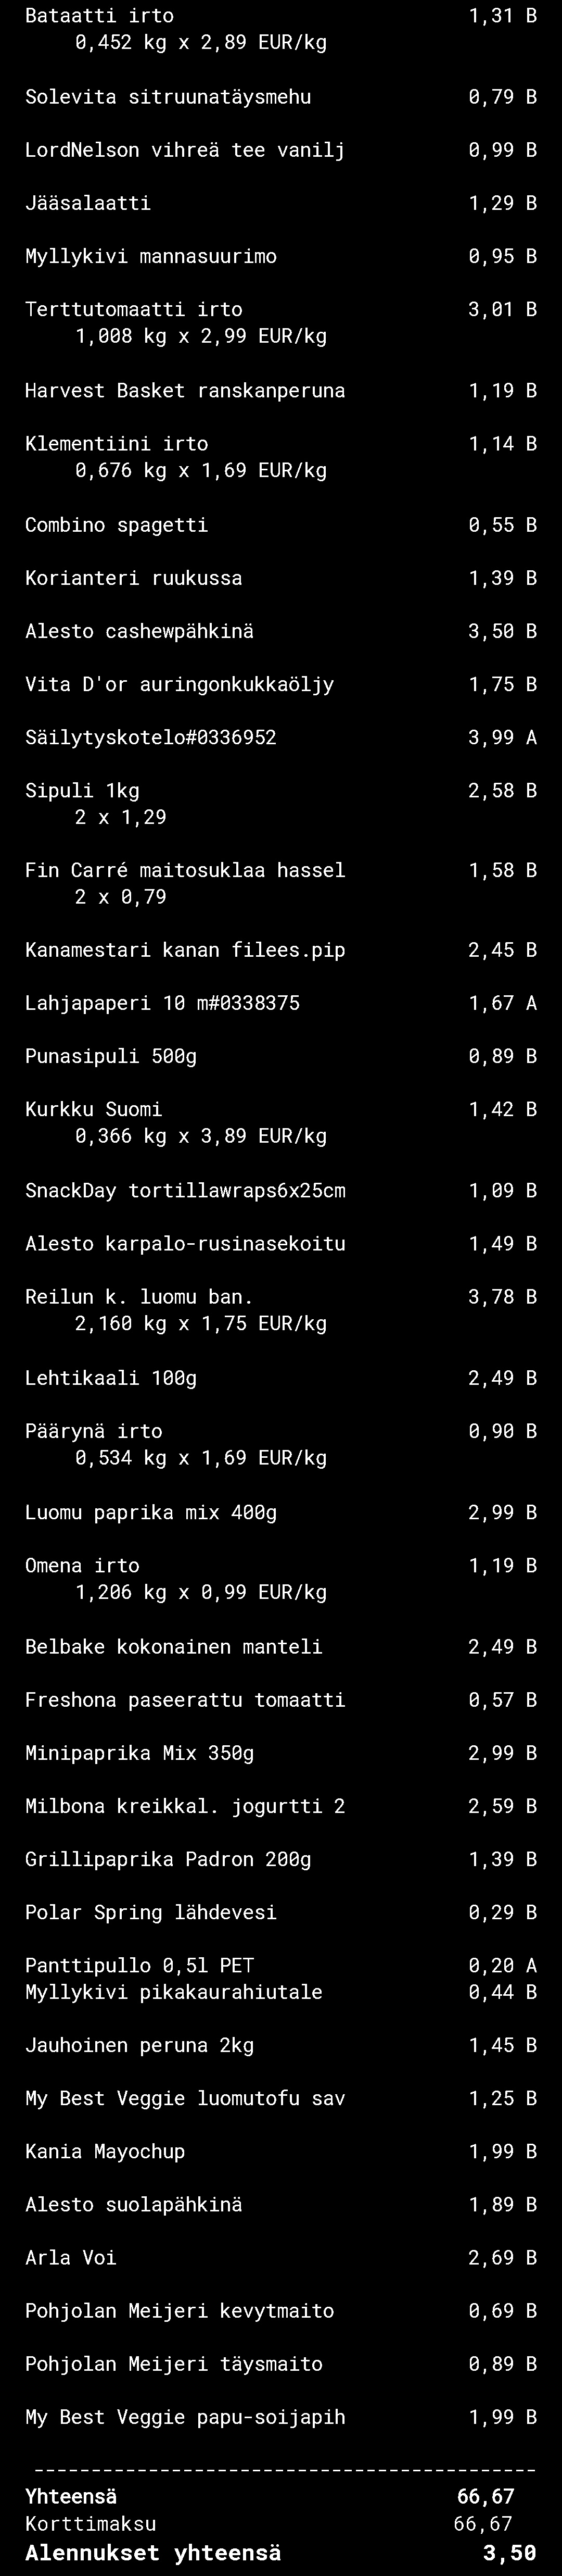 Bataatti irto 1,31 B
0,452 kg x 2,89 EUR/kg
Solevita sitruunatäysmehu 0,79 B
LordNelson vihreä tee vanilj 0,99 B
Jääsalaatti 1,29 B
Myllykivi mannasuurimo 0,95 B
Terttutomaatti irto 3,01 B
1,008 kg x 2,99 EUR/kg
Harvest Basket ranskanperuna 1,19 B
Klementiini irto 1,14 B
0,676 kg x 1,69 EUR/kg
Combino spagetti 0,55 B
Korianteri ruukussa 1,39 B
Alesto cashewpähkinä 3,50 B
Vita D'or auringonkukkaöljy 1,75 B
Säilytyskotelo#0336952 3,99 A
Sipuli 1kg 2,58 B
2 x 1,29
Fin Carré maitosuklaa hassel 1,58 B
2 x 0,79
Kanamestari kanan filees.pip 2,45 B
Lahjapaperi 10 m#0338375 1,67 A
Punasipuli 500g 0,89 B
Kurkku Suomi 1,42 B
0,366 kg x 3,89 EUR/kg
SnackDay tortillawraps6x25cm 1,09 B
Alesto karpalo-rusinasekoitu 1,49 B
Reilun k. luomu ban. 3,78 B
2,160 kg x 1,75 EUR/kg
Lehtikaali 100g 2,49 B
Päärynä irto 0,90 B
0,534 kg x 1,69 EUR/kg
Luomu paprika mix 400g 2,99 B
Omena irto 1,19 B
1,206 kg x 0,99 EUR/kg
Belbake kokonainen manteli 2,49 B
Freshona paseerattu tomaatti 0,57 B
Minipaprika Mix 350g 2,99 B
Milbona kreikkal. jogurtti 2 2,59 B
Grillipaprika Padron 200g 1,39 B
Polar Spring lähdevesi 0,29 B
Panttipullo 0,5l PET 0,20 A
Myllykivi pikakaurahiutale 0,44 B
Jauhoinen peruna 2kg 1,45 B
My Best Veggie luomutofu sav 1,25 B
Kania Mayochup 1,99 B
Alesto suolapähkinä 1,89 B
Arla Voi 2,69 B
Pohjolan Meijeri kevytmaito 0,69 B
Pohjolan Meijeri täysmaito 0,89 B
My Best Veggie papu-soijapih 1,99 B
--------------------------------------------
Yhteensä 66,67
Korttimaksu 66,67
Alennukset yhteensä 3,50